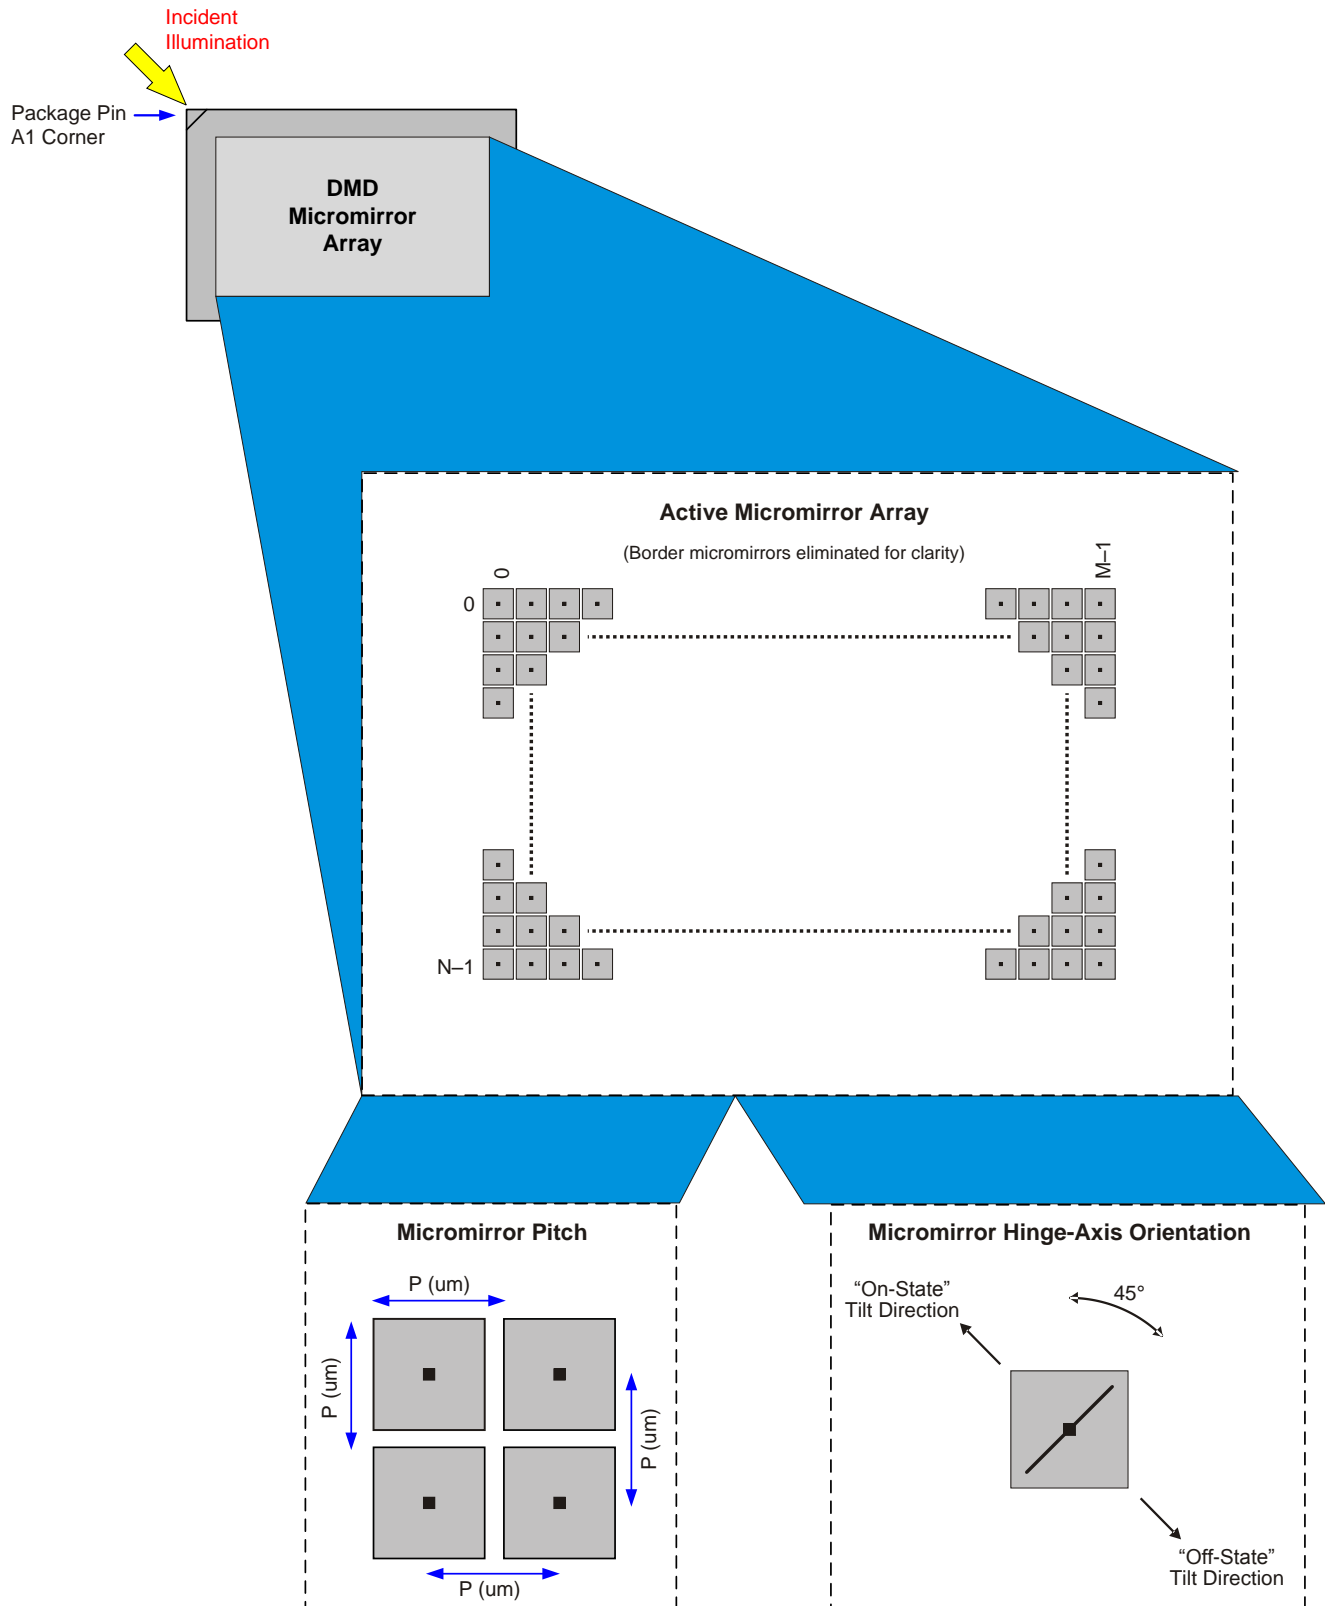 Incident
Illumination
Package Pin
A1 Corner
DMD
Micromirror
Array
Active Micromirror Array
(Border micromirrors eliminated for clarity)
0
M–1
0
N–1
Micromirror Pitch
P (um)
P (um)
P (um)
P (um)
Micromirror Hinge-Axis Orientation
“On-State”
Tilt Direction
45°
“Off-State”
Tilt Direction